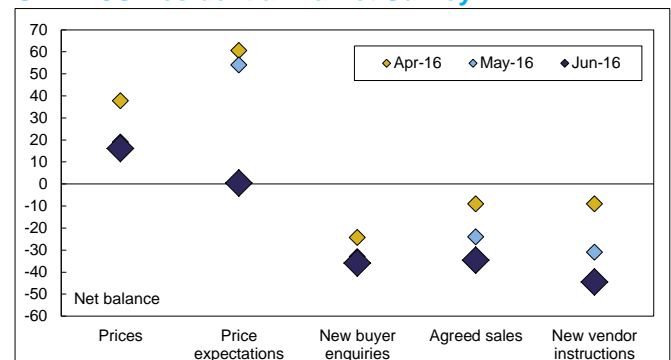 70
60
50
40
30
20
10
0
-10
-20
-30
-40
-50
-60
Apr-16 May-16 Jun-16
Net balance
Prices
Price expectations
New buyer enquiries
Agreed sales
New vendor instructions